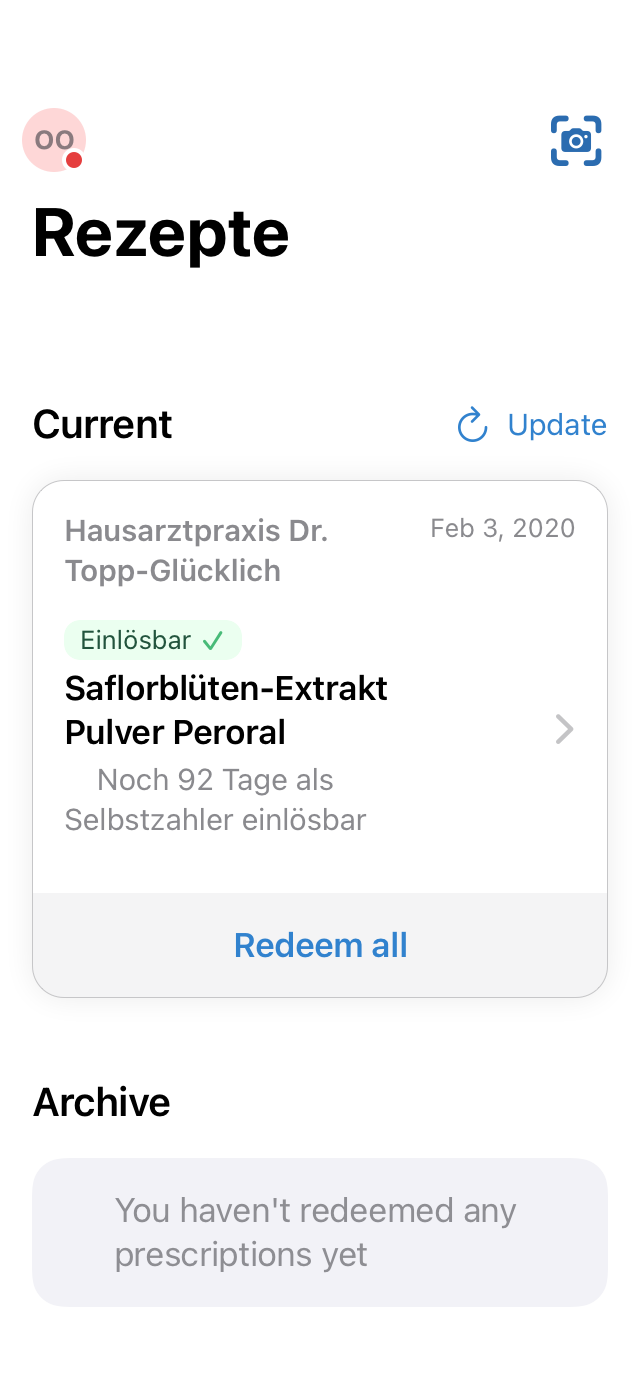 OO
Rezepte
Current
Update
Hausarztpraxis Dr.
Topp-Glücklich
Feb 3, 2020
Einlösbar
Saflorblüten-Extrakt
Pulver Peroral
Noch 92 Tage als
Selbstzahler einlösbar
Redeem all
Archive
You haven't redeemed any
prescriptions yet